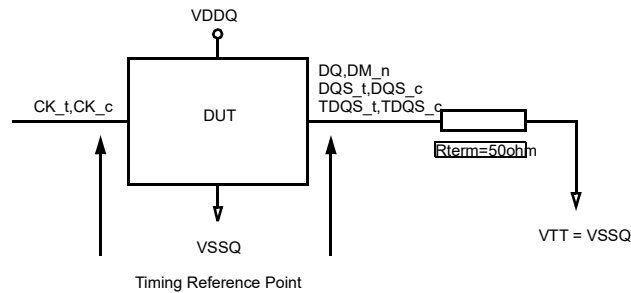 VDDQ
DQ,DM_n
DQS_t,DQS_c
CK_t,CK_c
TDQS_t,TDQS_c
DUT
Rterm=50ohm
VSSQ
VTT = VSSQ
Timing Reference Point